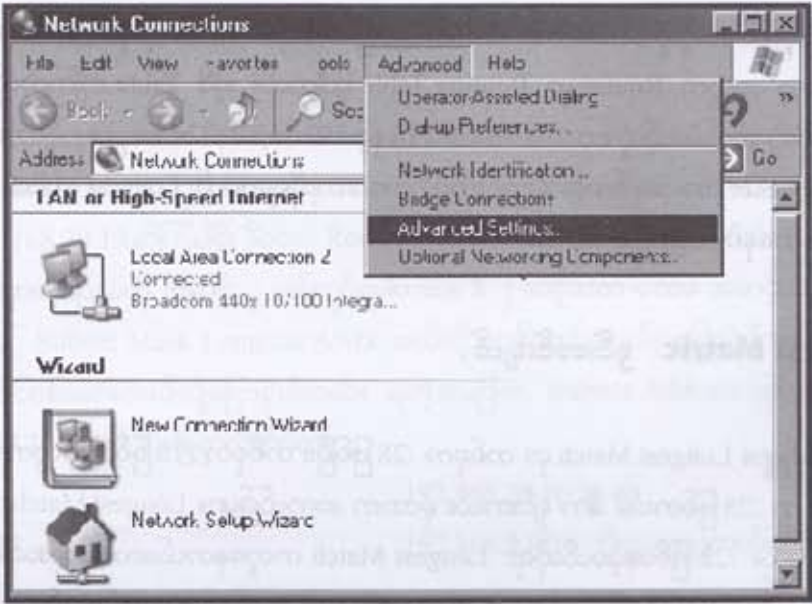 Network Connections
File Edit View Favorites Tools Advanced Help
Back
Operator-Assisted Dialing
Dial-up Preferences...
Address Network Connections
Go
Network Identification...
Bridge Connections
Advanced Settings...
Optional Networking Components...
LAN or High-Speed Internet
Local Area Connection 2
Connected
Broadcom 440x 10/100 Integra...
Wizard
New Connection Wizard
Network Setup Wizard